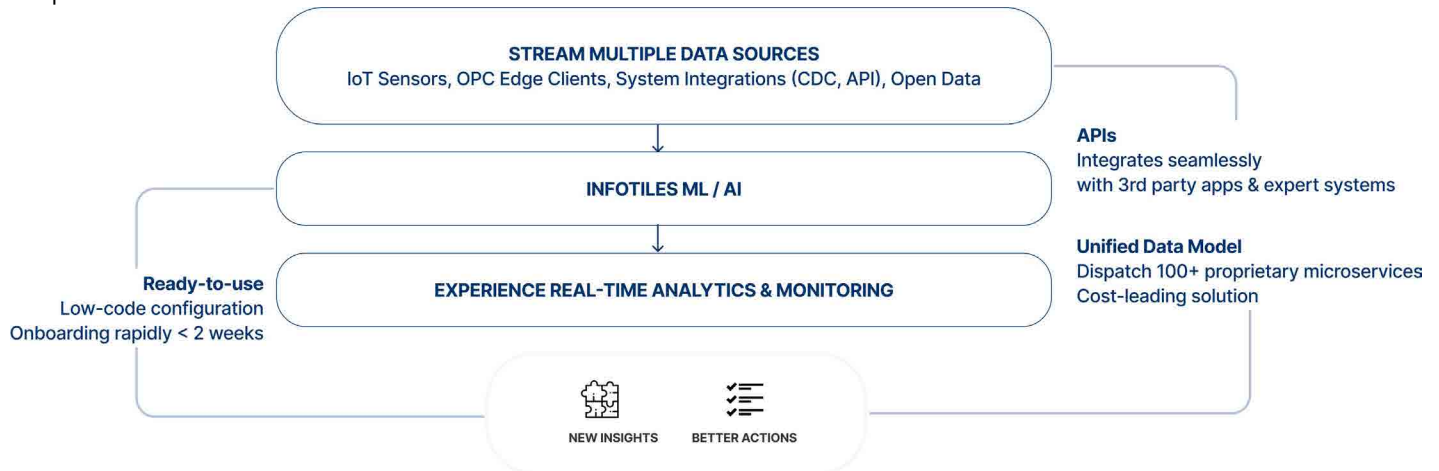 STREAM MULTIPLE DATA SOURCES
IoT Sensors, OPC Edge Clients, System Integrations (CDC, API), Open Data
APIs
Integrates seamlessly
with 3rd party apps & expert systems
INFOTILES ML / AI
Unified Data Model
Dispatch 100+ proprietary microservices
Cost-leading solution
Ready-to-use
Low-code configuration
Onboarding rapidly < 2 weeks
EXPERIENCE REAL-TIME ANALYTICS & MONITORING
NEW INSIGHTS
BETTER ACTIONS